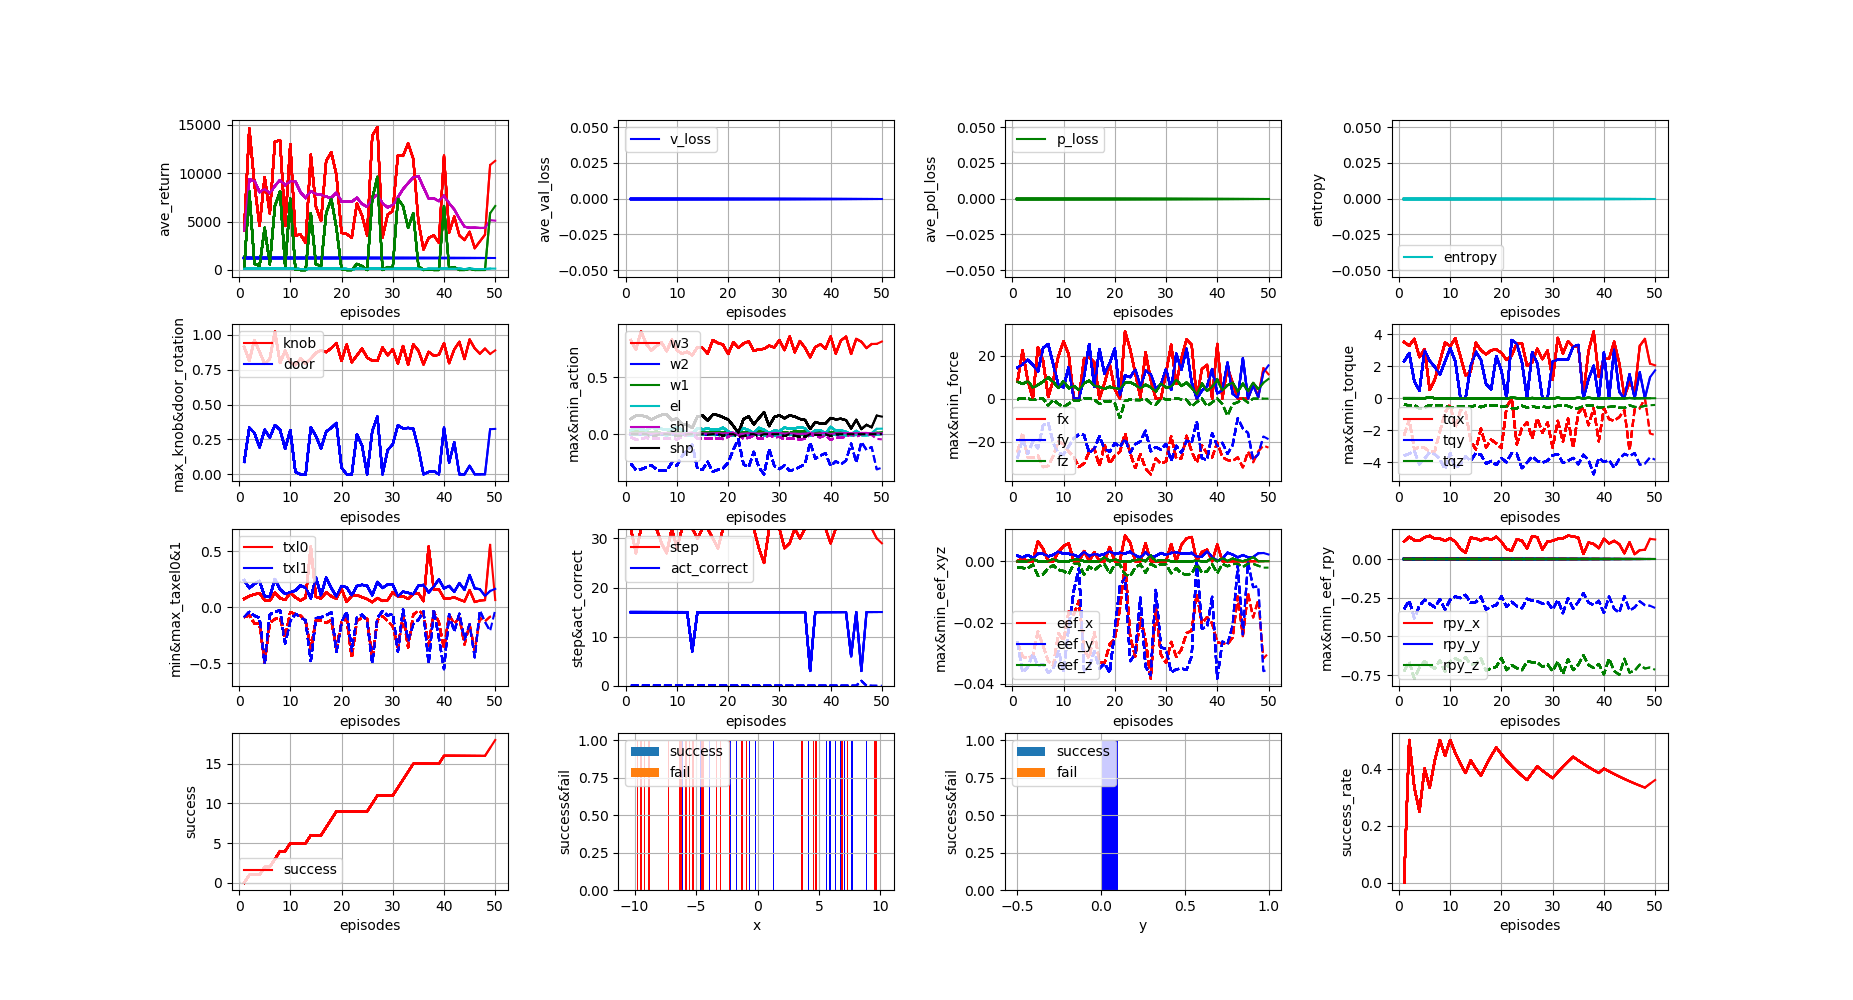 ave_return
15000
10000
5000
0
0 10 20 30 40 50
episodes
ave_val_loss
0.050
0.025
0.000
−0.025
−0.050
v_loss
0 10 20 30 40 50
episodes
ave_pol_loss
0.050
0.025
0.000
−0.025
−0.050
p_loss
0 10 20 30 40 50
episodes
entropy
0.050
0.025
0.000
−0.025
−0.050
entropy
0 10 20 30 40 50
episodes
max_knob&door_rotation
1.00
0.75
0.50
0.25
0.00
knob
door
0 10 20 30 40 50
episodes
max&min_action
0.5
0.0
w3
w2
w1
el
shl
shp
0 10 20 30 40 50
episodes
max&min_force
20
0
−20
fx
fy
fz
0 10 20 30 40 50
episodes
max&min_torque
4
2
0
−2
−4
tqx
tqy
tqz
0 10 20 30 40 50
episodes
min&max_taxel0&1
0.5
0.0
−0.5
txl0
txl1
0 10 20 30 40 50
episodes
step&act_correct
30
20
10
0
step
act_correct
0 10 20 30 40 50
episodes
max&min_eef_xyz
0.00
−0.02
−0.04
eef_x
eef_y
eef_z
0 10 20 30 40 50
episodes
max&min_eef_rpy
0.00
−0.25
−0.50
−0.75
rpy_x
rpy_y
rpy_z
0 10 20 30 40 50
episodes
success
15
10
5
0
success
0 10 20 30 40 50
episodes
success&fail
1.00
0.75
0.50
0.25
0.00
success
fail
−10 −5 0 5 10
x
success&fail
1.00
0.75
0.50
0.25
0.00
success
fail
−0.5 0.0 0.5 1.0
y
success_rate
0.4
0.2
0.0
0 10 20 30 40 50
episodes